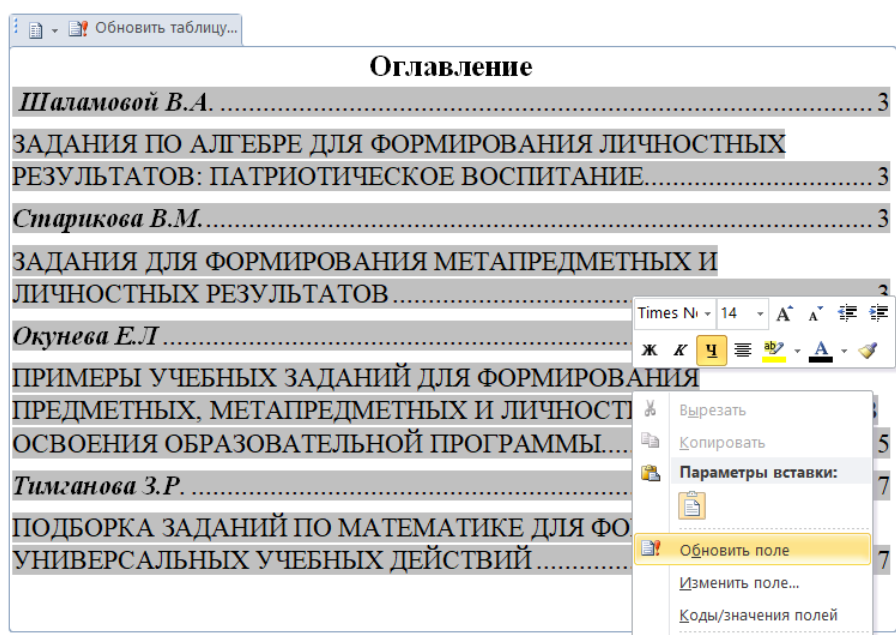 Обновить таблицу...
Оглавление
Шаламовой В.А. 3
ЗАДАНИЯ ПО АЛГЕБРЕ ДЛЯ ФОРМИРОВАНИЯ ЛИЧНОСТНЫХ
РЕЗУЛЬТАТОВ: ПАТРИОТИЧЕСКОЕ ВОСПИТАНИЕ 3
Старикова В.М. 3
ЗАДАНИЯ ДЛЯ ФОРМИРОВАНИЯ МЕТАПРЕДМЕТНЫХ И
ЛИЧНОСТНЫХ РЕЗУЛЬТАТОВ 3
Окунева Е.Л
ПРИМЕРЫ УЧЕБНЫХ ЗАДАНИЙ ДЛЯ ФОРМИРОВАНИЯ
ПРЕДМЕТНЫХ, МЕТАПРЕДМЕТНЫХ И
ОСВОЕНИЯ ОБРАЗОВАТЕЛЬНОЙ ПРОГРАММЫ 5
Тимганова З.Р. 7
ПОДБОРКА ЗАДАНИЙ ПО МАТЕМАТИКЕ ДЛЯ
УНИВЕРСАЛЬНЫХ УЧЕБНЫХ ДЕЙСТВИЙ 7
Times 14
Ж К Ч
Вырезать
Копировать
Параметры вставки:
Обновить поле
Изменить поле...
Коды/значения полей